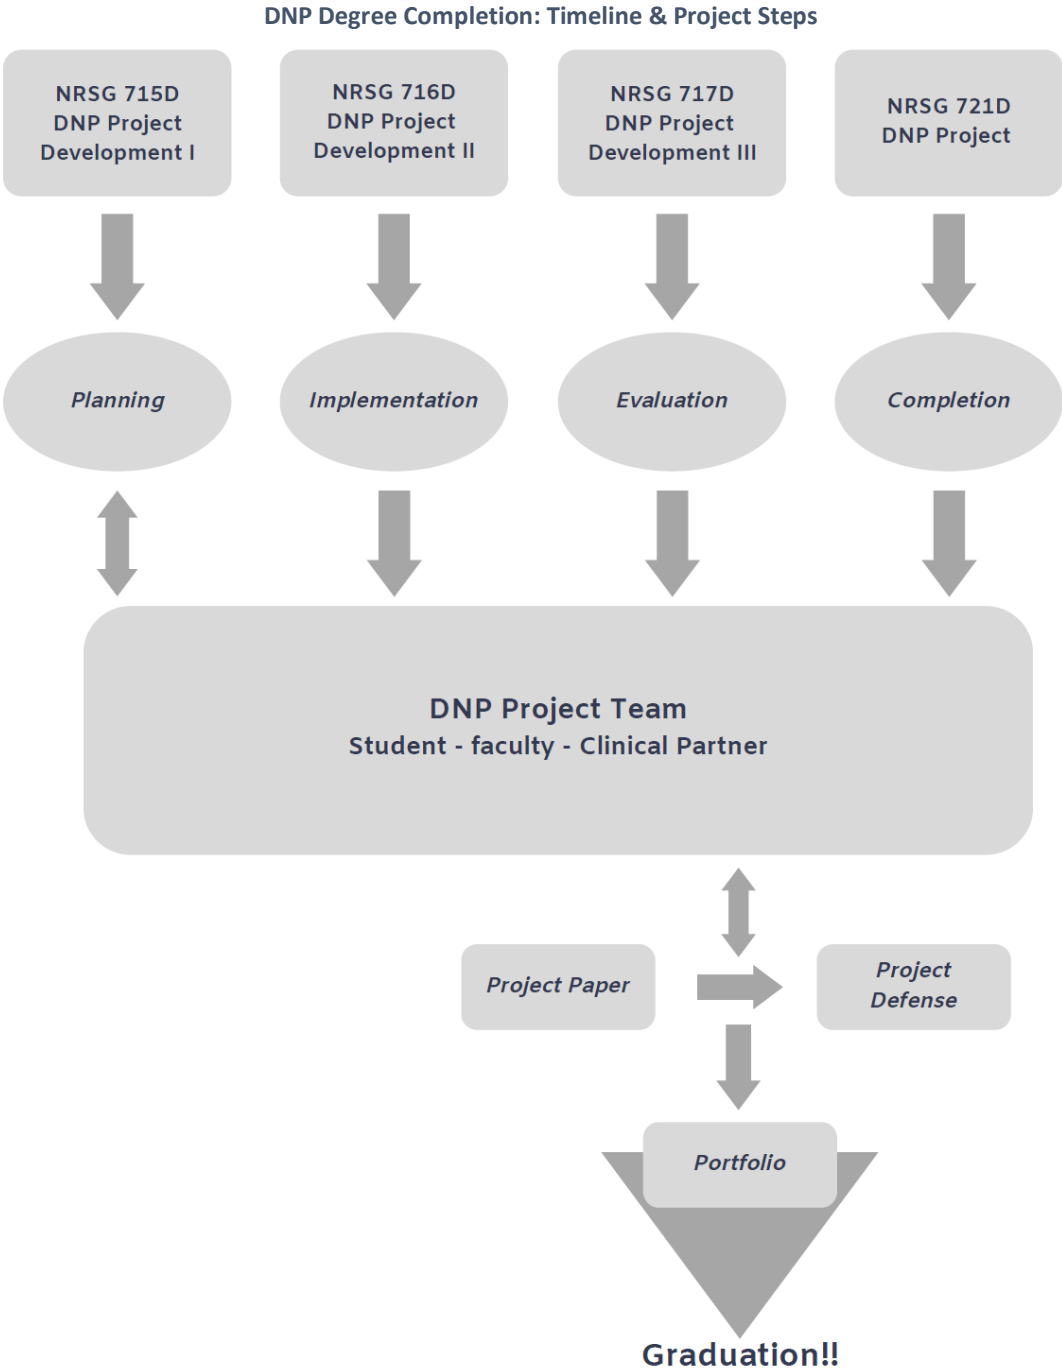 DNP Degree Completion: Timeline & Project Steps
NRSG 715D
DNP Project
Development I
NRSG 716D
DNP Project
Development II
NRSG 717D
DNP Project
Development III
NRSG 721D
DNP Project
Planning
Implementation
Evaluation
Completion
DNP Project Team
Student - faculty - Clinical Partner
Project Paper
Project
Defense
Portfolio
Graduation!!